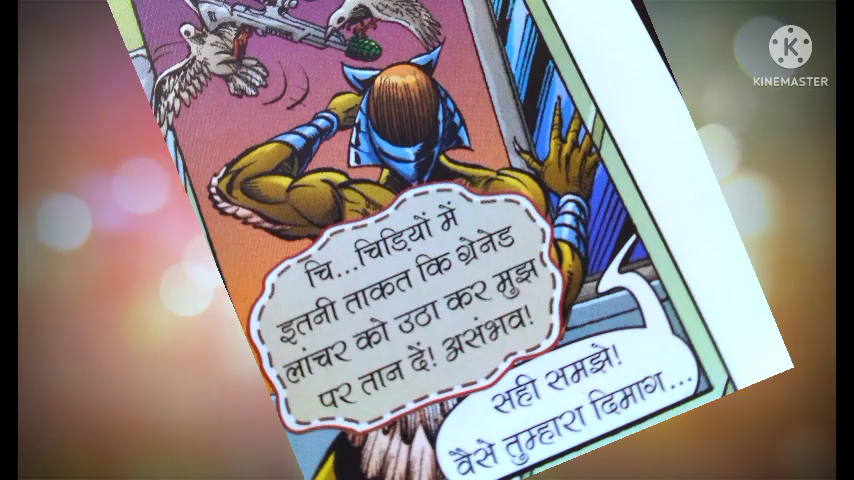 KINEMASTER
चि...चिड़ियों में
इतनी ताकत कि ग्रेनेड
लांचर को उठा कर मुझ
पर तान दें! असंभव!
सही समझे!
वैसे तुम्हारा दिमाग...